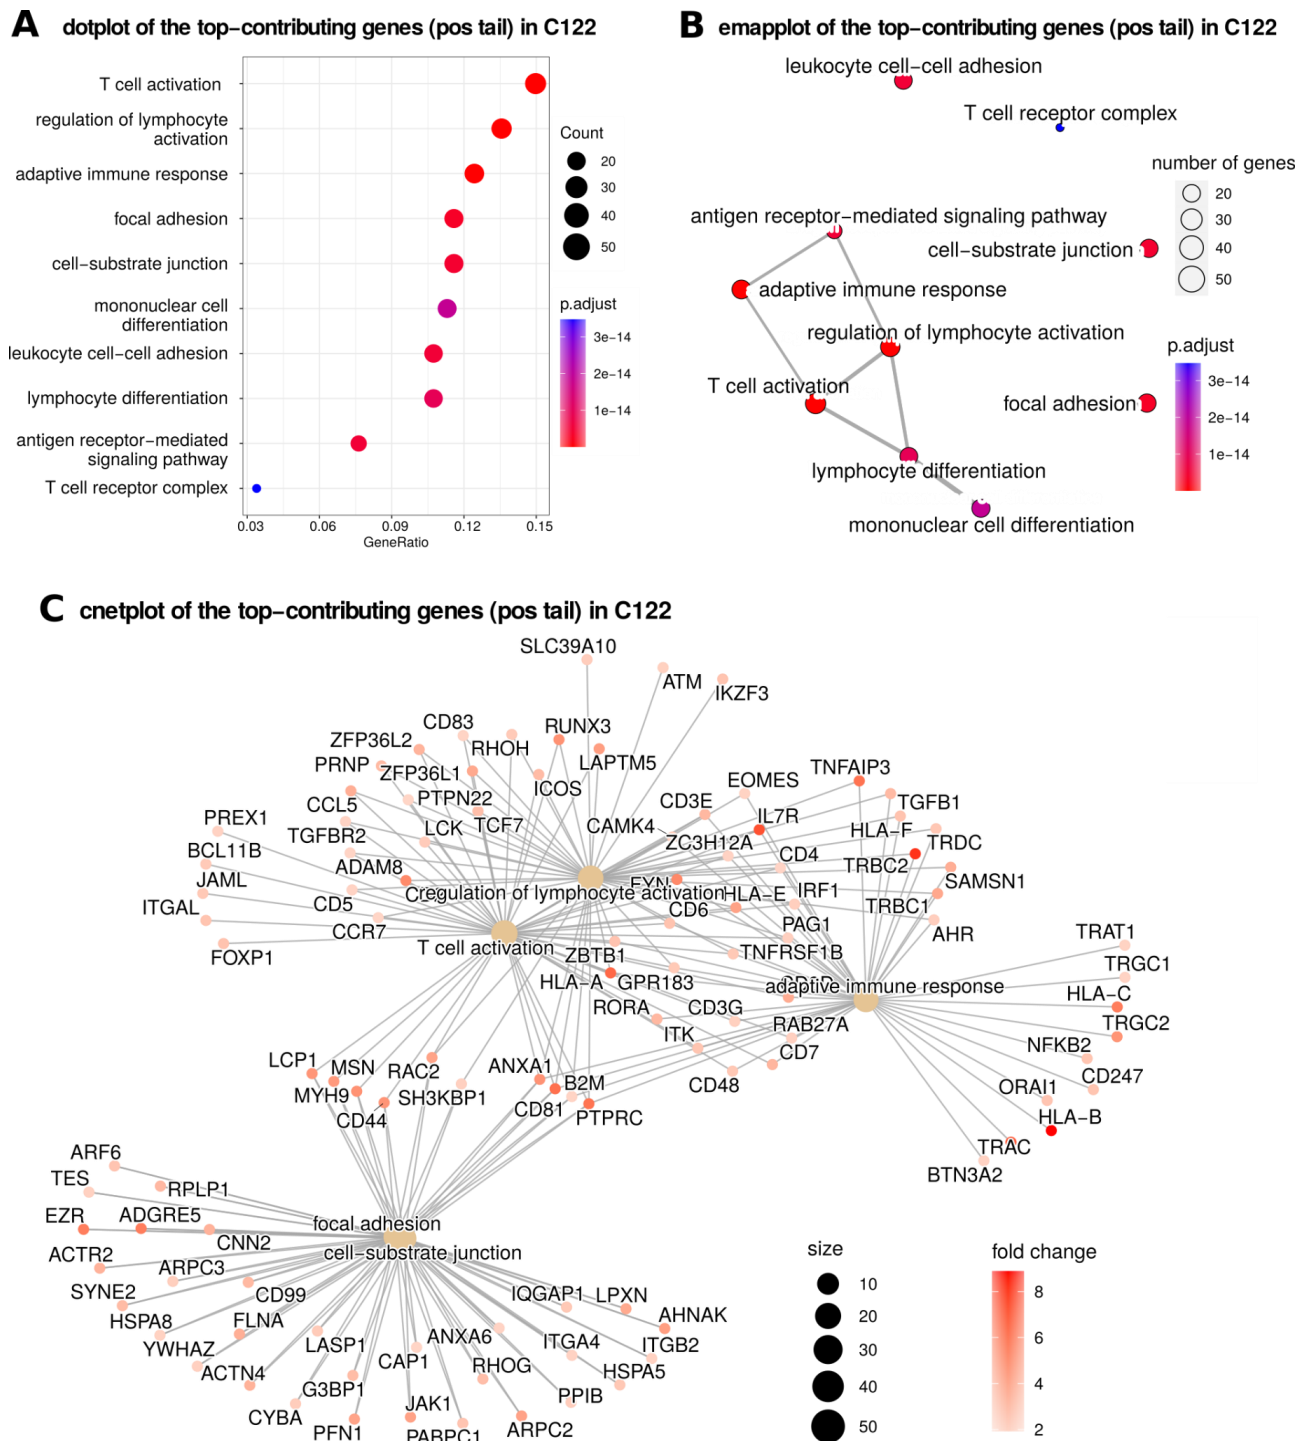 A dotplot of the top−contributing genes (pos tail) in C122
T cell activation
regulation of lymphocyte
activation
adaptive immune response
focal adhesion
cell−substrate junction
mononuclear cell
differentiation
leukocyte cell−cell adhesion
lymphocyte differentiation
antigen receptor−mediated
signaling pathway
T cell receptor complex
0.03 0.06 0.09 0.12 0.15
GeneRatio
Count
20
30
40
50
p.adjust
3e−14
2e−14
1e−14
B emapplot of the top−contributing genes (pos tail) in C122
leukocyte cell−cell adhesion
T cell receptor complex
antigen receptor−mediated signaling pathway
cell−substrate junction
adaptive immune response
regulation of lymphocyte activation
T cell activation
focal adhesion
lymphocyte differentiation
mononuclear cell differentiation
number of genes
20
30
40
50
p.adjust
3e−14
2e−14
1e−14
C cnetplot of the top−contributing genes (pos tail) in C122
SLC39A10
ATM
IKZF3
CD83
RUNX3
ZFP36L2
RHOH
LAPTM5
PRNP
ZFP36L1
ICOS
TNFAIP3
EOMES
CCL5
PTPN22
CD3E
IL7R
TGFB1
PREX1
TGFBR2
LCK
TCF7
CAMK4
HLA−F
ZC3H12A
TRDC
BCL11B
ADAM8
CD4
TRBC2
JAML
FYN
SAMSN1
regulation of lymphocyte activation
HLA−E
IRF1
ITGAL
CD5
CD6
TRBC1
CCR7
PAG1
AHR
FOXP1
T cell activation
ZBTB1
TNFRSF1B
TRAT1
HLA−A
GPR183
adaptive immune response
TRGC1
RORA
CD3G
HLA−C
ITK
RAB27A
TRGC2
LCP1
MSN
RAC2
ANXA1
B2M
CD7
NFKB2
MYH9
SH3KBP1
CD48
CD247
CD44
CD81
PTPRC
ORAI1
HLA−B
TRAC
BTN3A2
ARF6
TES
RPLP1
EZR
ADGRE5
focal adhesion
CNN2
cell−substrate junction
ACTR2
ARPC3
SYNE2
CD99
IQGAP1
LPXN
HSPA8
FLNA
AHNAK
YWHAZ
LASP1
ANXA6
ITGA4
ITGB2
ACTN4
CAP1
RHOG
HSPA5
G3BP1
PPIB
CYBA
JAK1
PFN1
PABPC1
ARPC2
size
10
20
30
40
50
fold change
8
6
4
2